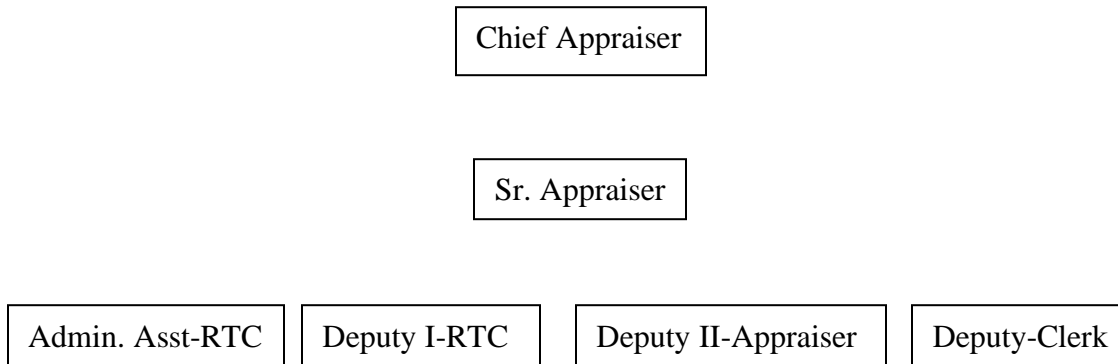 Chief Appraiser
Sr. Appraiser
Admin. Asst-RTC Deputy I-RTC Deputy II-Appraiser Deputy-Clerk